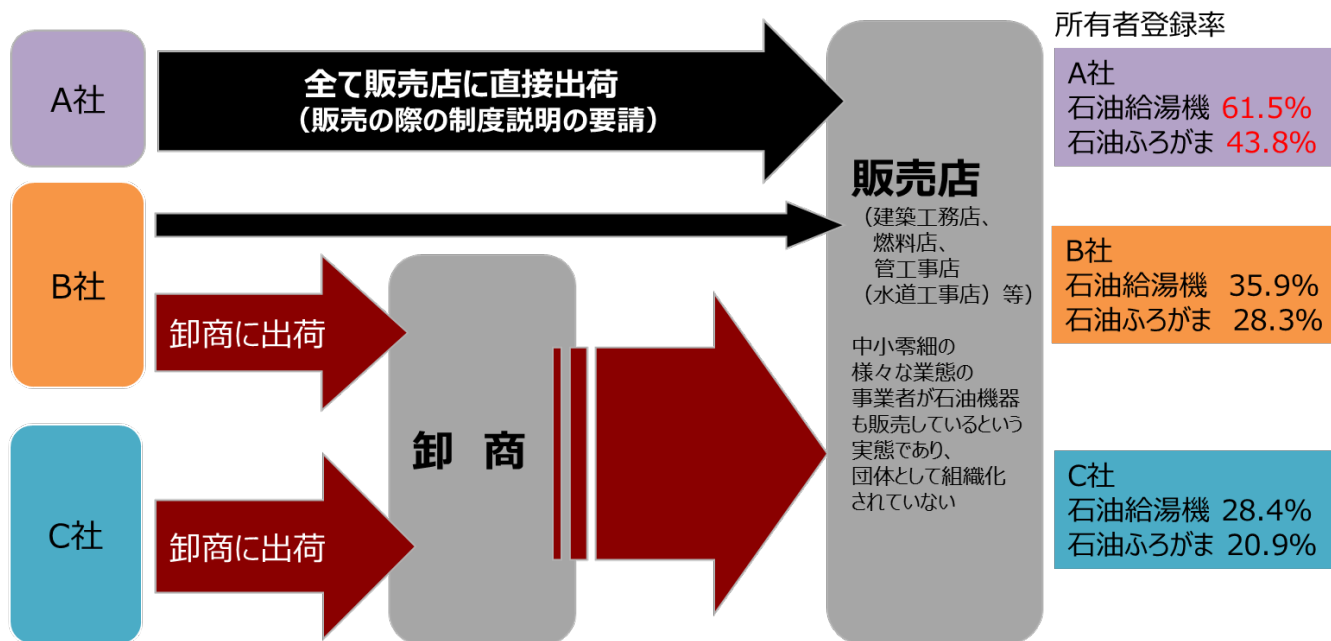 所有者登録率
A社
全て販売店に直接出荷
（販売の際の制度説明の要請）
A社
石油給湯機 61.5%
石油ふろがま 43.8%
B社
卸商に出荷
販売店
（建築工務店、
燃料店、
管工事店
（水道工事店）等）
B社
石油給湯機 35.9%
石油ふろがま 28.3%
C社
卸商に出荷
卸 商
中小零細の
様々な業態の
事業者が石油機器
も販売しているという
実態であり、
団体として組織化
されていない
C社
石油給湯機 28.4%
石油ふろがま 20.9%